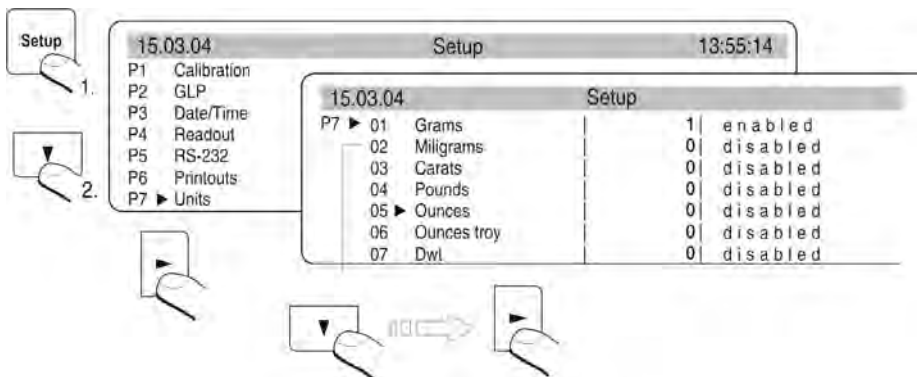 Setup
1.
2.
15.03.04 Setup 13:55:14
P1 Calibration
P2 GLP
P3 Date/Time
P4 Readout
P5 RS-232
P6 Printouts
P7 ► Units
15.03.04 Setup
P7 ► 01 Grams | 1 | enabled
02 Miligrams | 0 | disabled
03 Carats | 0 | disabled
04 Pounds | 0 | disabled
05 ► Ounces | 0 | disabled
06 Ounces troy | 0 | disabled
07 Dwt | 0 | disabled